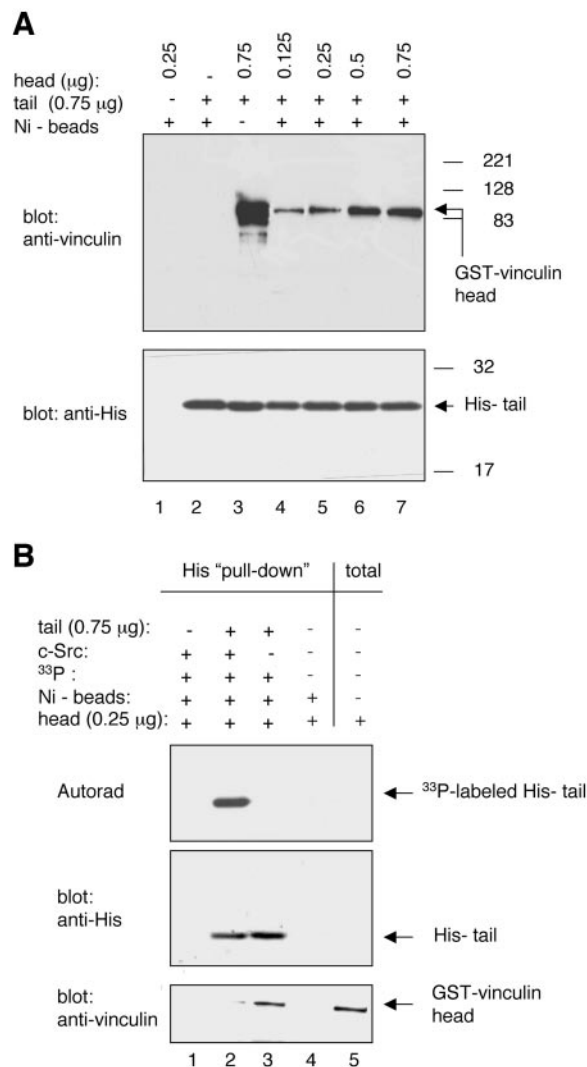 A
head (µg): 0.25 - 0.75 0.125 0.25 0.5 0.75
tail (0.75 µg) - + + + + + +
Ni - beads + + - + + + +
blot:
anti-vinculin
221
128
83
GST-vinculin
head
blot: anti-His
32
His- tail
17
1 2 3 4 5 6 7
B
His “pull-down” total
tail (0.75 µg): - + + - -
c-Src: + + - - -
³³P : + + + - -
Ni - beads: + + + + -
head (0.25 µg): + + + + +
Autorad
³³P-labeled His- tail
blot:
anti-His
His- tail
blot:
anti-vinculin
GST-vinculin
head
1 2 3 4 5